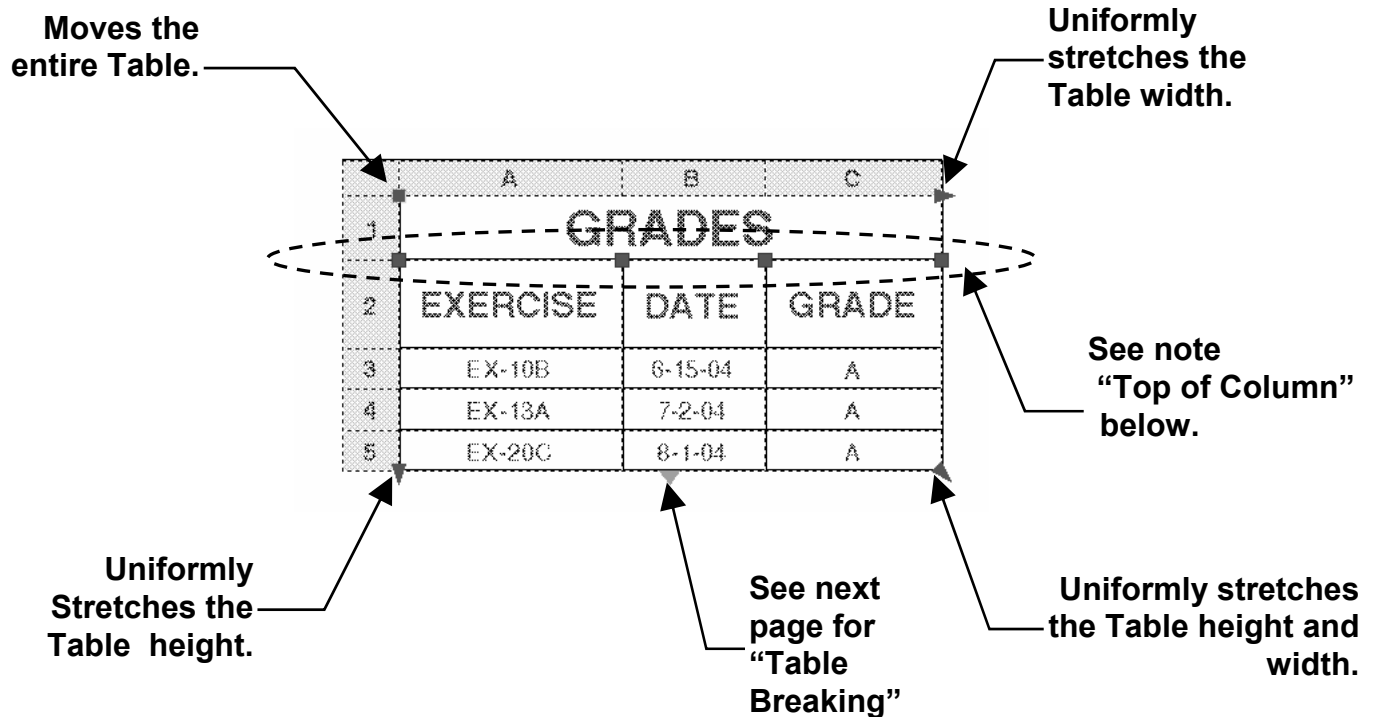 Moves the
entire Table.
Uniformly
stretches the
Table width.
A B C
1 GRADES
2 EXERCISE DATE GRADE
3 EX-10B 6-15-04 A
4 EX-13A 7-2-04 A
5 EX-20C 8-1-04 A
See note
“Top of Column”
below.
Uniformly
Stretches the
Table height.
See next
page for
“Table
Breaking”
Uniformly stretches
the Table height and
width.